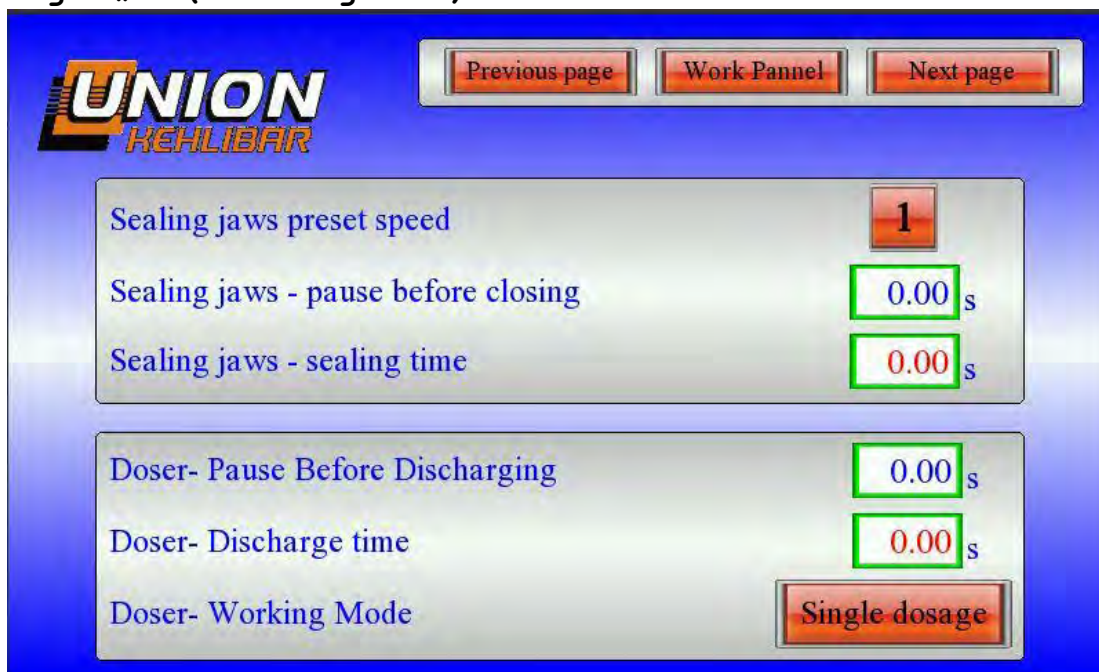 Previous page Work Pannel Next page
UNION
KEHLIBAR
Sealing jaws preset speed 1
Sealing jaws - pause before closing 0.00 s
Sealing jaws - sealing time 0.00 s
Doser- Pause Before Discharging 0.00 s
Doser- Discharge time 0.00 s
Doser- Working Mode Single dosage